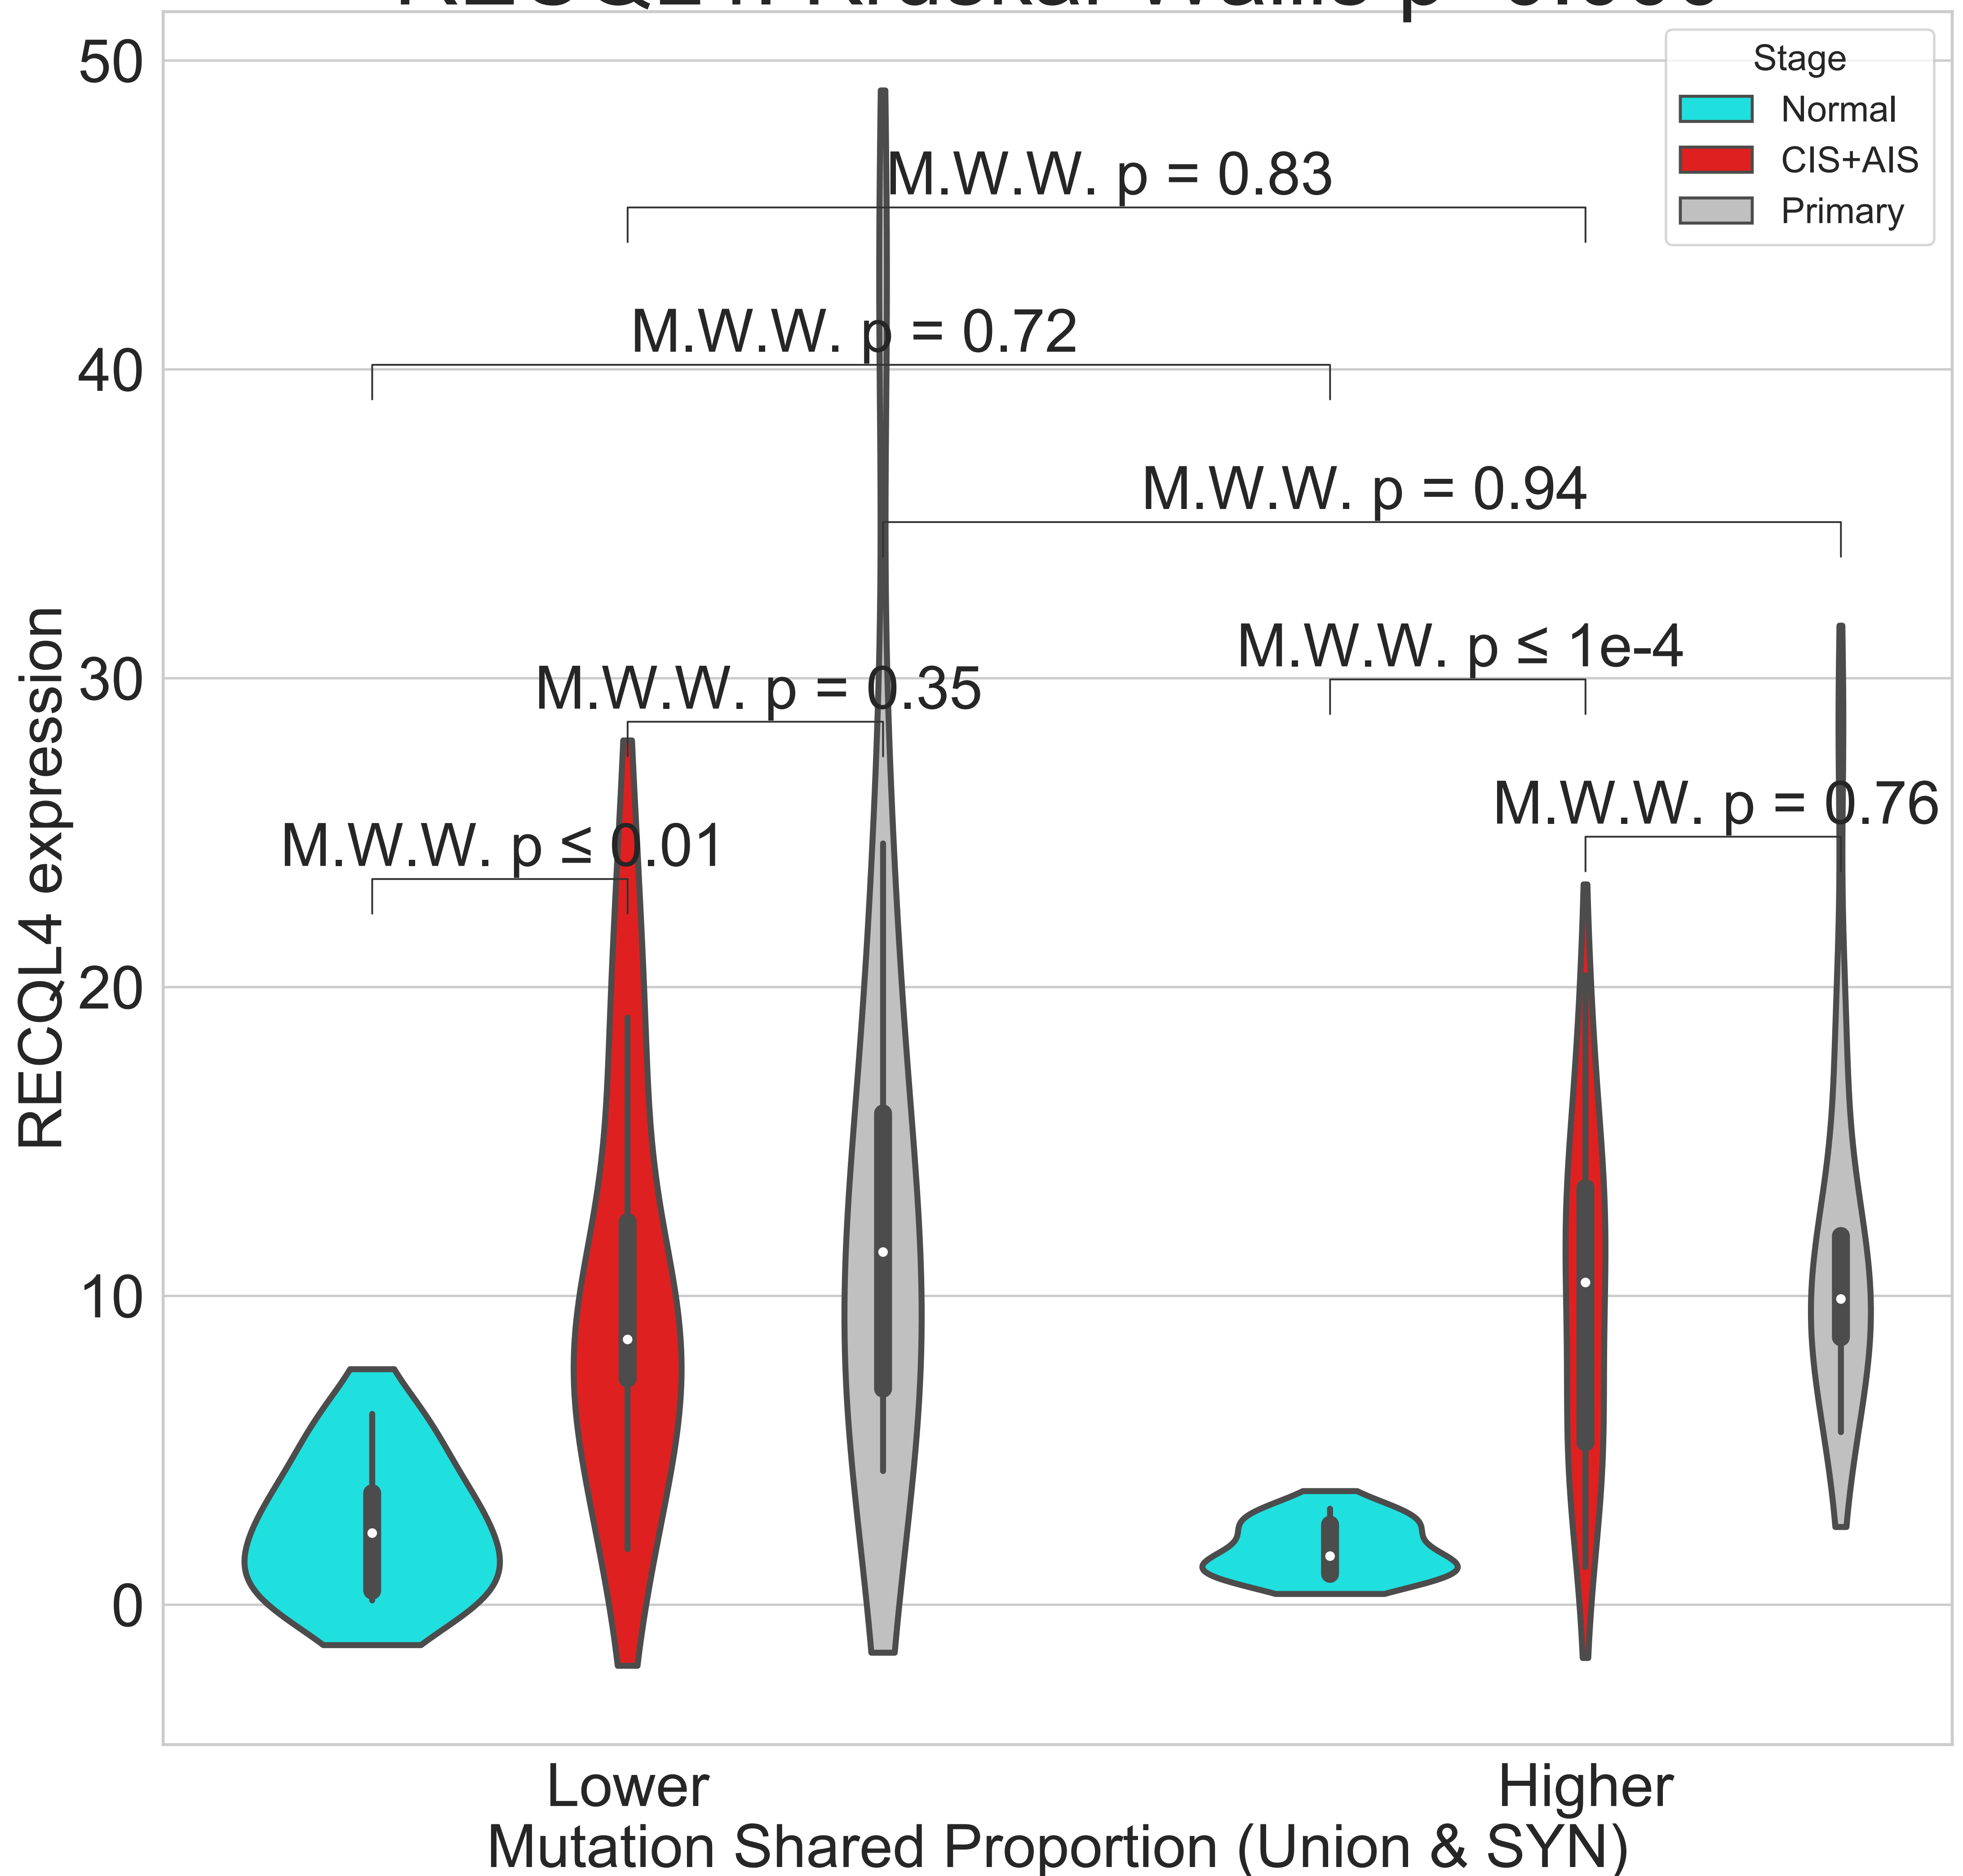 50
40
30
20
10
0
RECQL4 expression
Stage
Normal
CIS+AIS
Primary
M.W.W. p = 0.83
M.W.W. p = 0.72
M.W.W. p = 0.94
M.W.W. p ≤ 1e-4
M.W.W. p = 0.35
M.W.W. p = 0.76
M.W.W. p ≤ 0.01
Lower
Higher
Mutation Shared Proportion (Union & SYN)